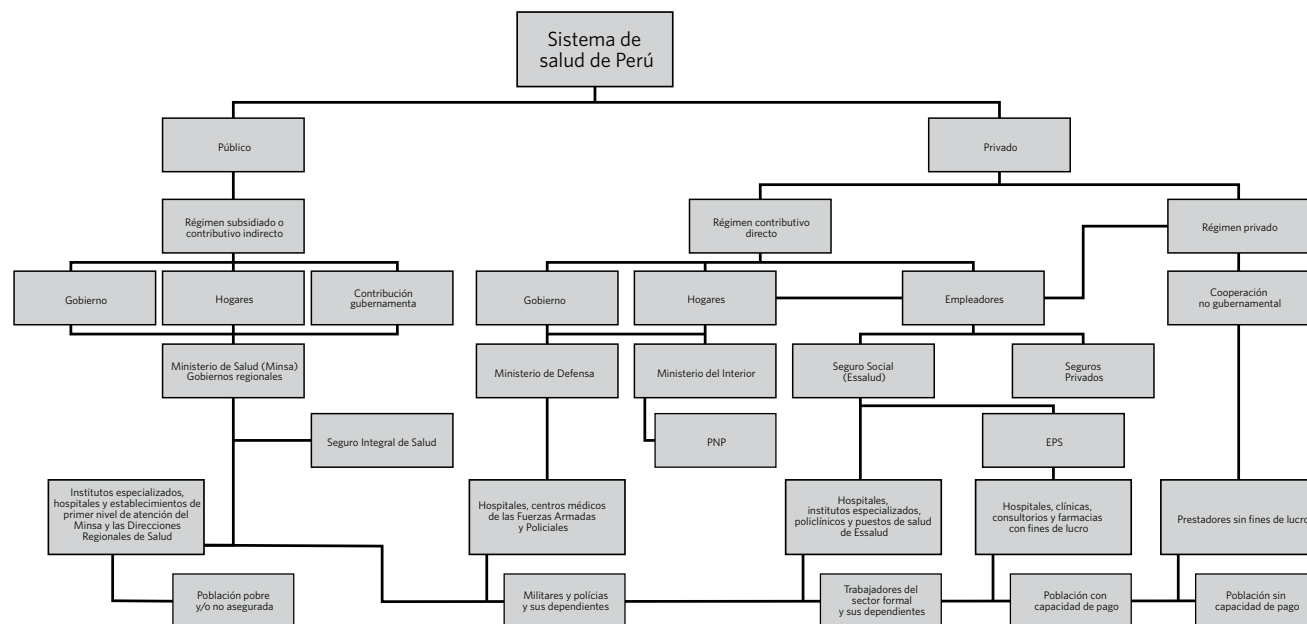 Sistema de
salud de Perú
Público
Privado
Régimen subsidiado o
contributivo indirecto
Régimen contributivo
directo
Régimen privado
Gobierno
Hogares
Contribución
gubernamenta
Gobierno
Hogares
Empleadores
Cooperación
no gubernamental
Ministerio de Salud (Minsa)
Gobiernos regionales
Ministerio de Defensa
Ministerio del Interior
Seguro Social
(Essalud)
Seguros
Privados
Seguro Integral de Salud
PNP
EPS
Institutos especializados,
hospitales y establecimientos de
primer nivel de atención del
Minsa y las Direcciones
Regionales de Salud
Hospitales, centros médicos
de las Fuerzas Armadas
y Policiales
Hospitales,
institutos especializados,
policlínicos y puestos de salud
de Essalud
Hospitales, clínicas,
consultorios y farmacias
con fines de lucro
Prestadores sin fines de lucro
Población pobre
y/o no asegurada
Militares y polícias
y sus dependientes
Trabajadores del
sector formal
y sus dependientes
Población con
capacidad de pago
Población sin
capacidad de pago